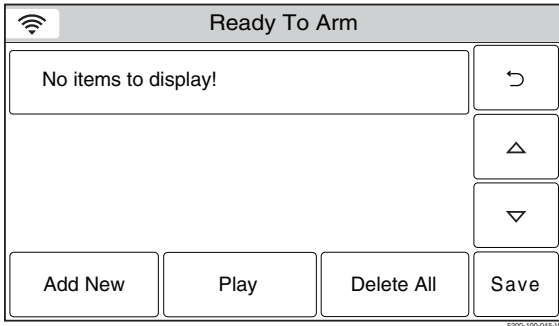 Ready To Arm
No items to display!
Add New
Play
Delete All
Save